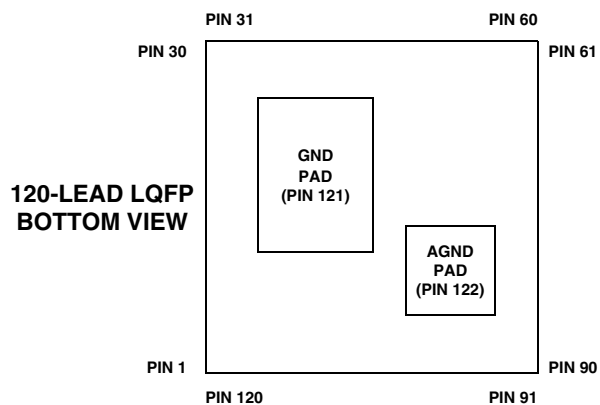 PIN 31
PIN 60
PIN 30
PIN 61
GND
PAD
(PIN 121)
120-LEAD LQFP
BOTTOM VIEW
AGND
PAD
(PIN 122)
PIN 1
PIN 90
PIN 120
PIN 91